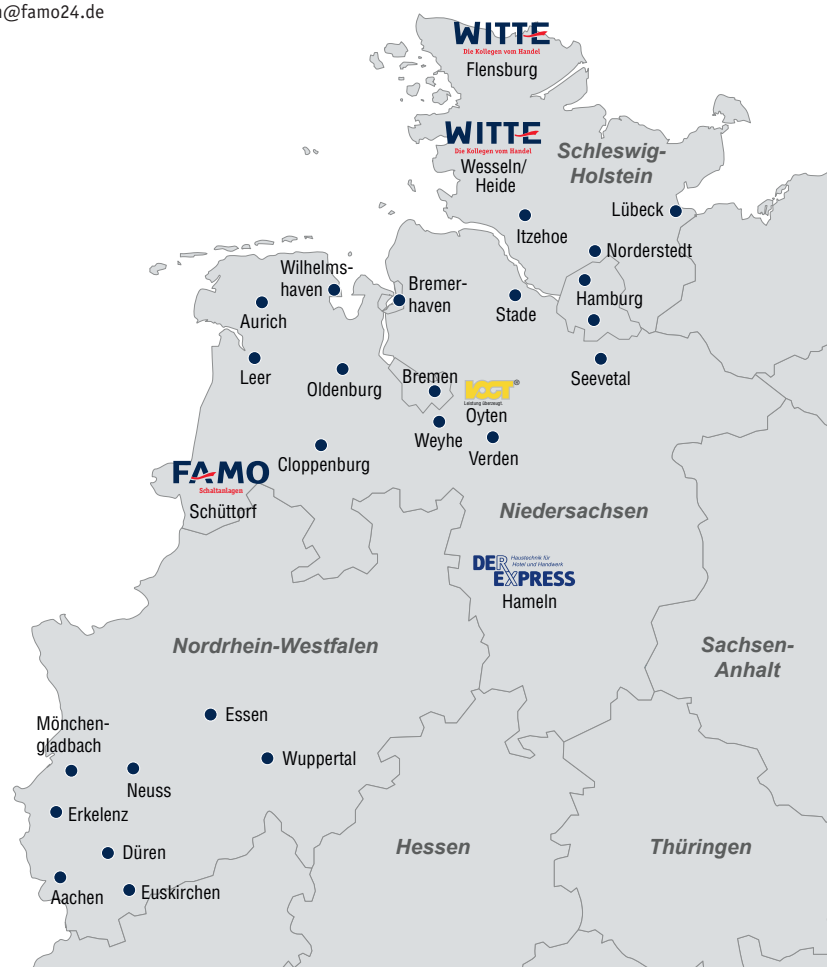 @famo24.de
WITTE
Die Kollegen vom Handel
Flensburg
WITTE
Die Kollegen vom Handel
Wesseln/
Heide
Schleswig-
Holstein
Lübeck
Itzehoe
Norderstedt
Wilhelms-
haven
Bremer-
haven
Hamburg
Aurich
Stade
Leer
Oldenburg
Bremen
VOGT®
Leistung überzeugt
Oyten
Seevetal
Weyhe
Verden
Cloppenburg
FAMO
Schaltanlagen
Schüttorf
Niedersachsen
DER EXPRESS
Haustechnik für
Hotel und Handwerk
Hameln
Nordrhein-Westfalen
Sachsen-
Anhalt
Essen
Mönchen-
gladbach
Wuppertal
Neuss
Erkelenz
Düren
Hessen
Thüringen
Aachen
Euskirchen